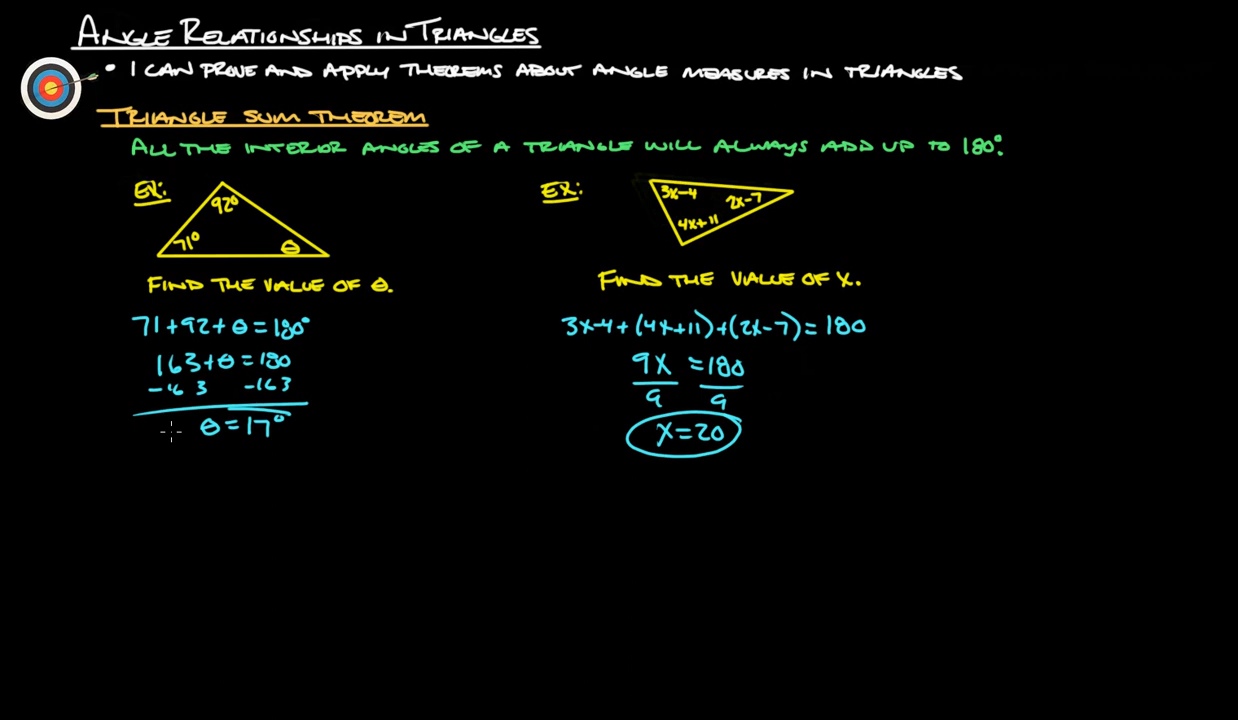 ANGLE RELATIONSHIPS IN TRIANGLES
• I CAN PROVE AND APPLY THEOREMS ABOUT ANGLE MEASURES IN TRIANGLES
TRIANGLE SUM THEOREM
ALL THE INTERIOR ANGLES OF A TRIANGLE WILL ALWAYS ADD UP TO 180°.
EX:
92°
71°
θ
FIND THE VALUE OF θ.
71+92+θ=180°
163+θ=180
-163 -163
θ=17°
EX:
3x-4
2x-7
4x+11
FIND THE VALUE OF X.
3x-4+(4x+11)+(2x-7)=180
9x =180
9 9
x=20